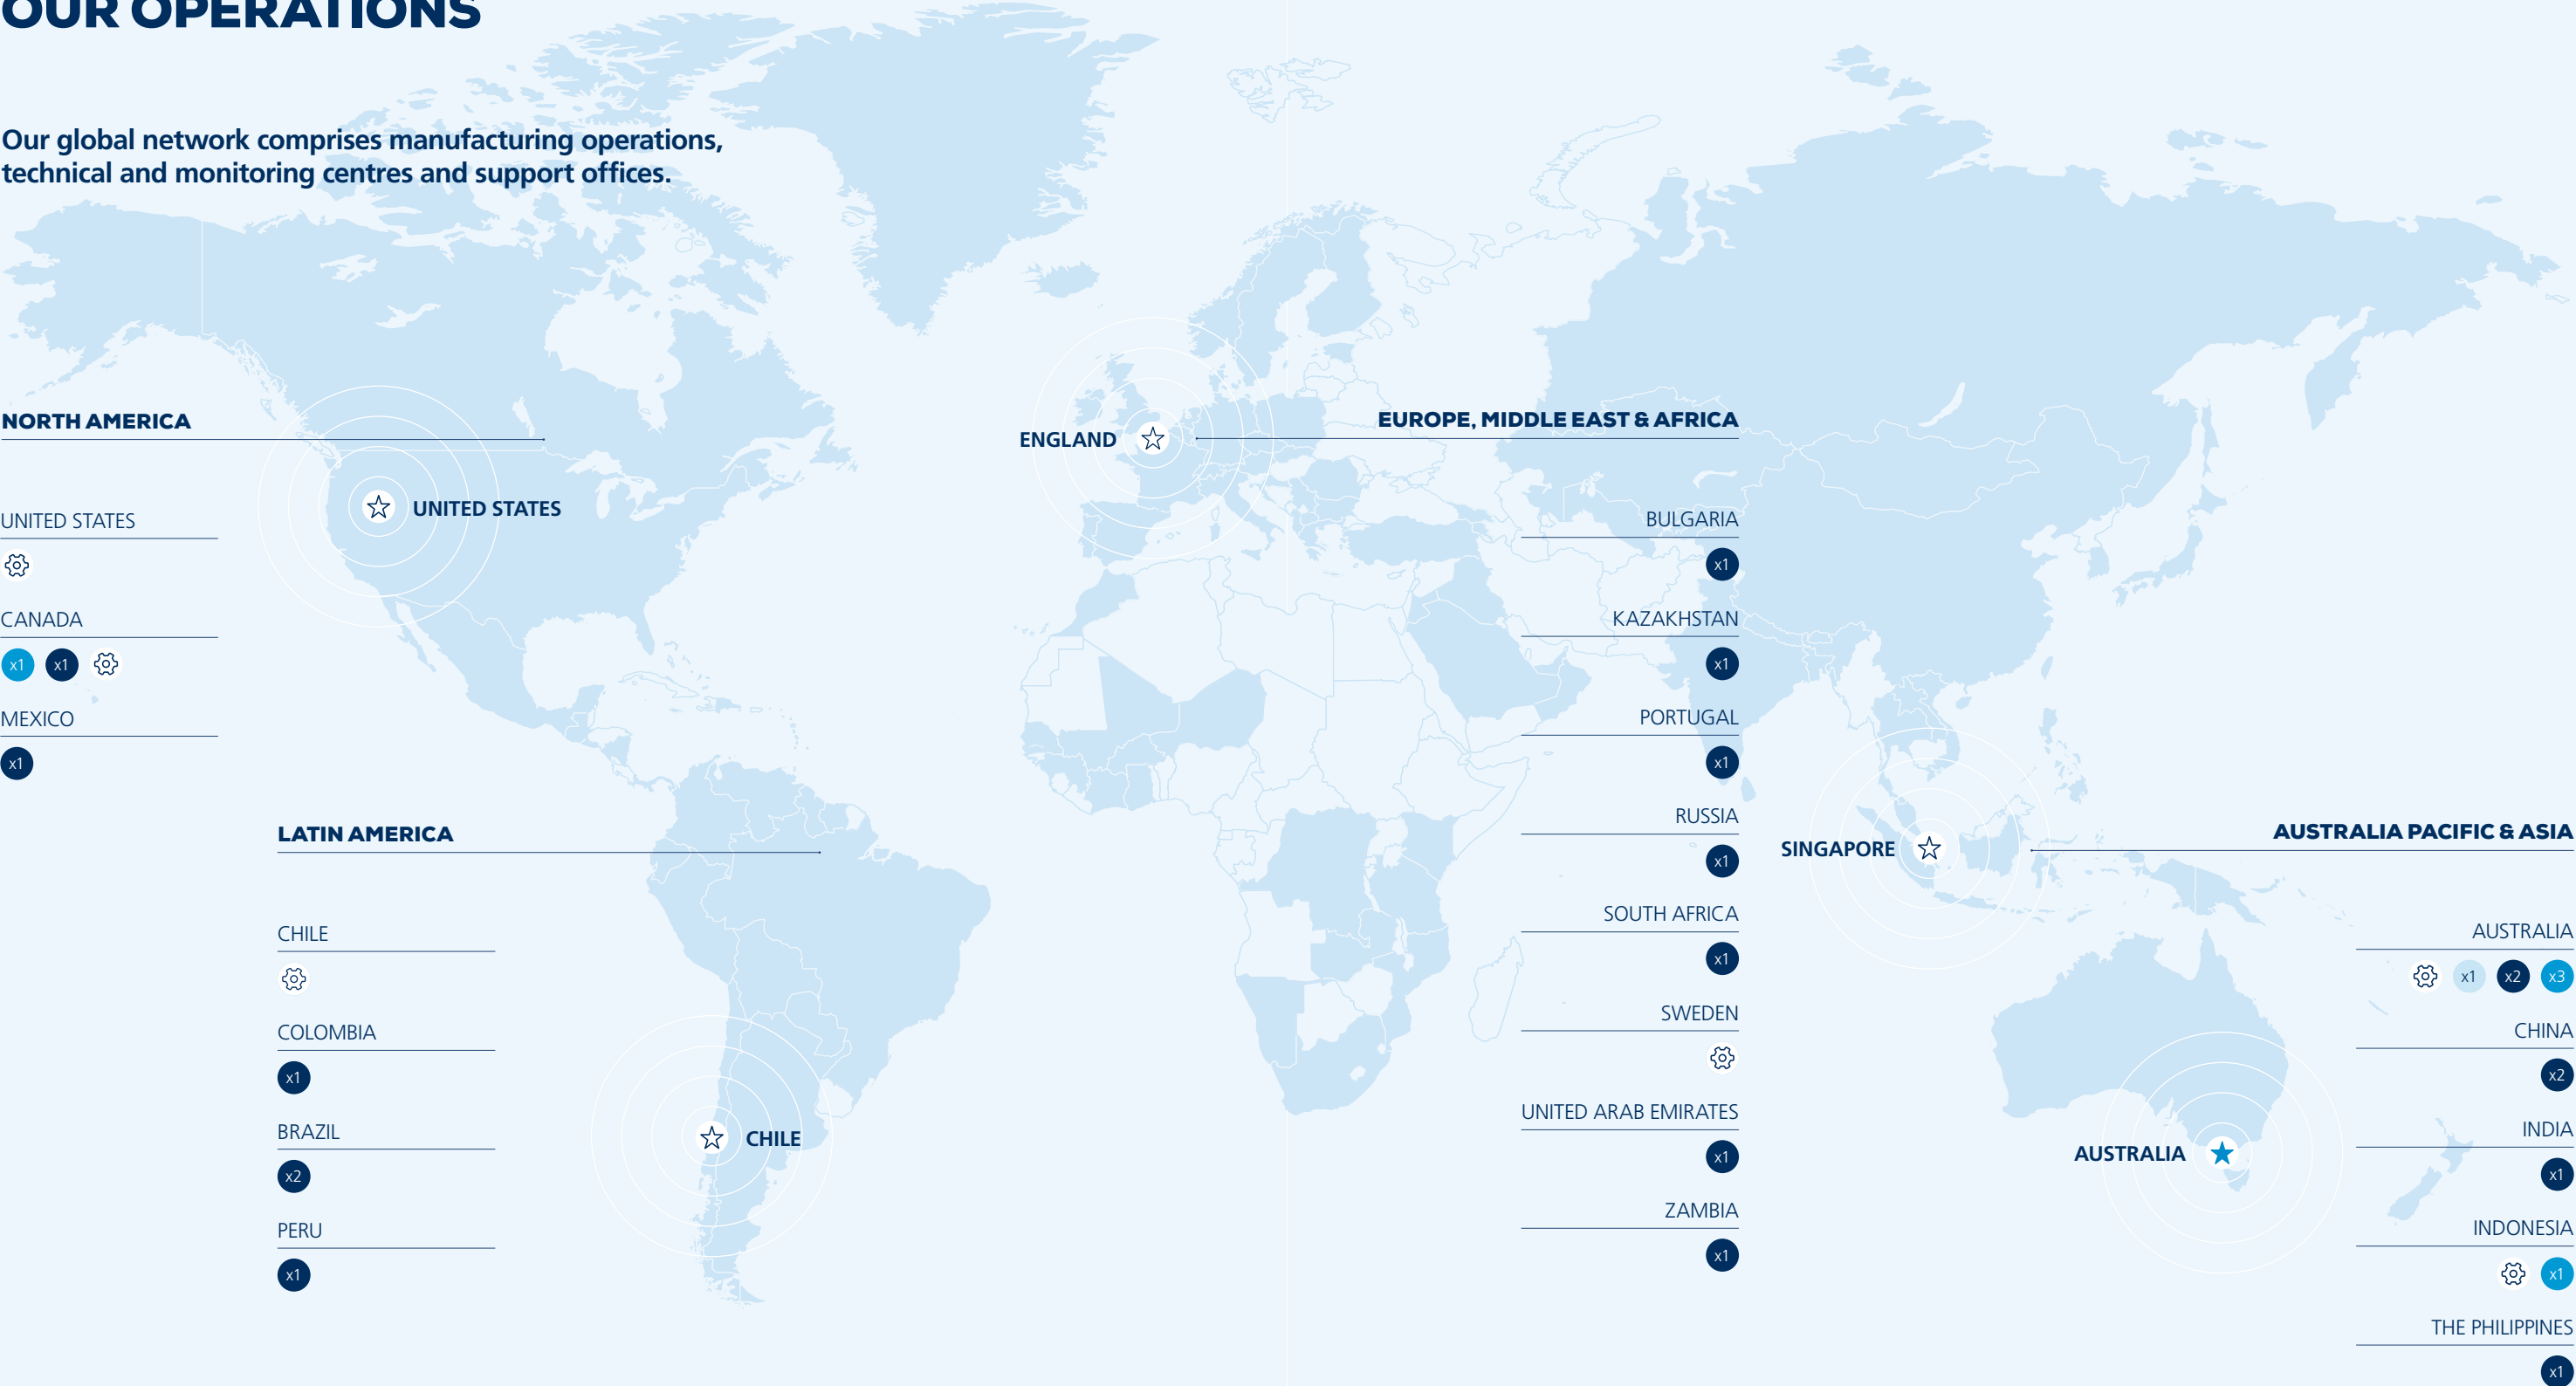 OUR OPERATIONS
Our global network comprises manufacturing operations,
technical and monitoring centres and support offices.
NORTH AMERICA
UNITED STATES
UNITED STATES
CANADA
x1 x1
MEXICO
x1
LATIN AMERICA
CHILE
COLOMBIA
x1
BRAZIL
x2
PERU
x1
CHILE
ENGLAND
EUROPE, MIDDLE EAST & AFRICA
BULGARIA
x1
KAZAKHSTAN
x1
PORTUGAL
x1
RUSSIA
x1
SOUTH AFRICA
x1
SWEDEN
UNITED ARAB EMIRATES
x1
ZAMBIA
x1
SINGAPORE
AUSTRALIA PACIFIC & ASIA
AUSTRALIA
x1 x2 x3
CHINA
x2
INDIA
x1
AUSTRALIA
INDONESIA
x1
THE PHILIPPINES
x1